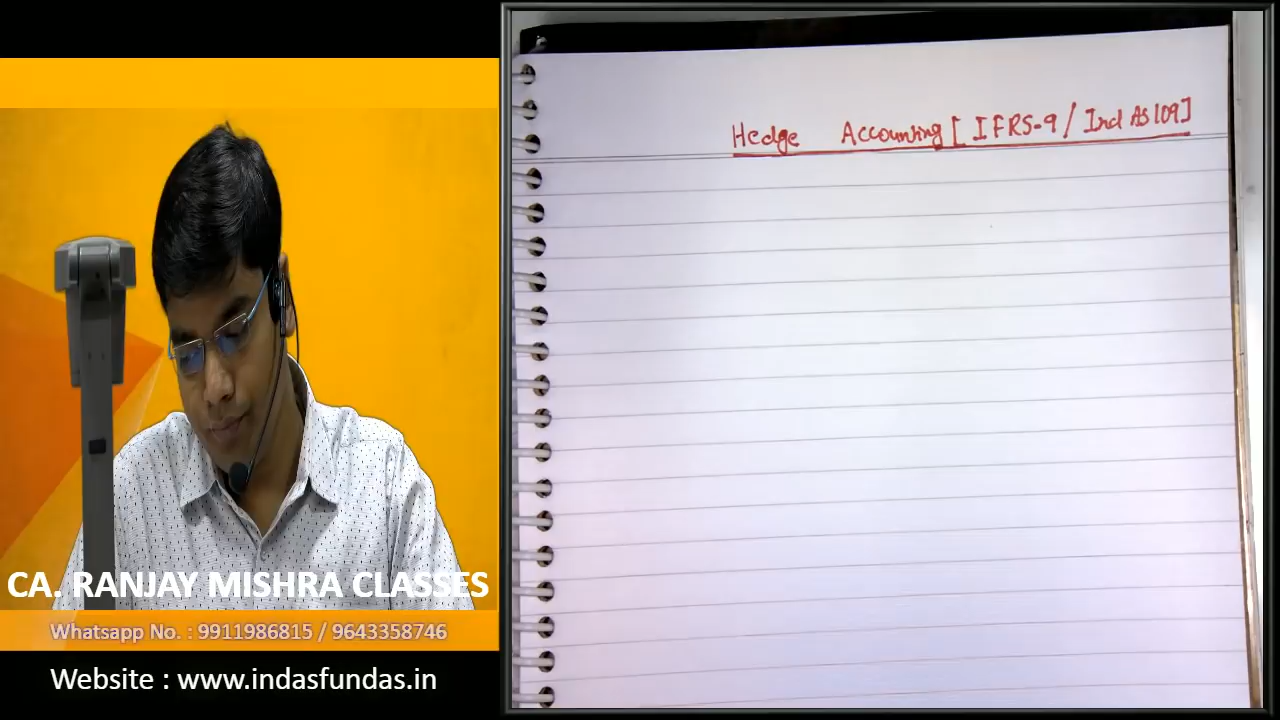 Hedge Accounting [IFRS-9/ Ind AS 109]
CA. RANJAY MISHRA CLASSES
Whatsapp No. : 9911986815 / 9643358746
Website : www.indasfundas.in